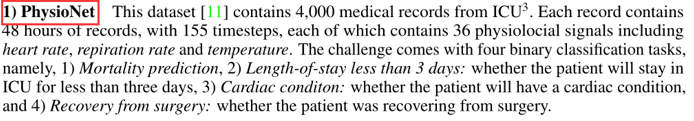 1) PhysioNet This dataset [11] contains 4,000 medical records from ICU3. Each record contains
48 hours of records, with 155 timesteps, each of which contains 36 physiolocial signals including
heart rate, repiration rate and temperature. The challenge comes with four binary classification tasks,
namely, 1) Mortality prediction, 2) Length-of-stay less than 3 days: whether the patient will stay in
ICU for less than three days, 3) Cardiac conditon: whether the patient will have a cardiac condition,
and 4) Recovery from surgery: whether the patient was recovering from surgery.